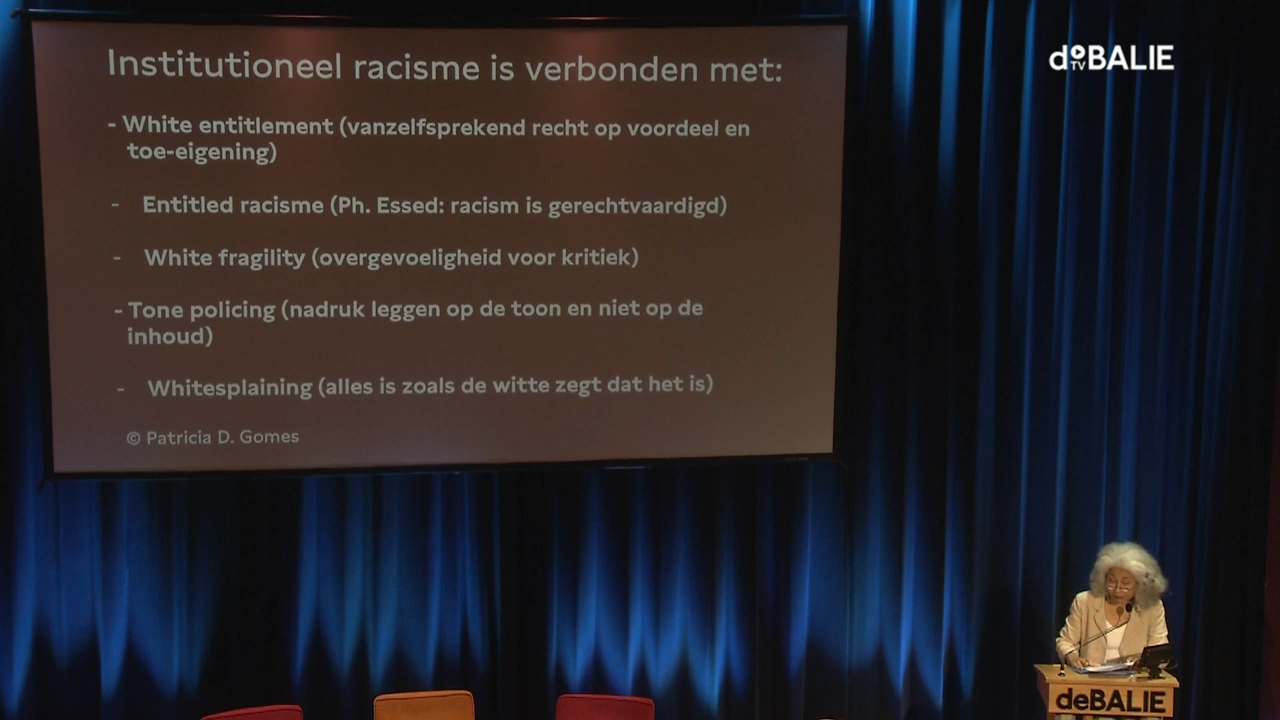 Institutioneel racisme is verbonden met:
- White entitlement (vanzelfsprekend recht op voordeel en
toe-eigening)
- Entitled racisme (Ph. Essed: racism is gerechtvaardigd)
- White fragility (overgevoeligheid voor kritiek)
- Tone policing (nadruk leggen op de toon en niet op de
inhoud)
- Whitesplaining (alles is zoals de witte zegt dat het is)
© Patricia D. Gomes
deBALIE TV
deBALIE